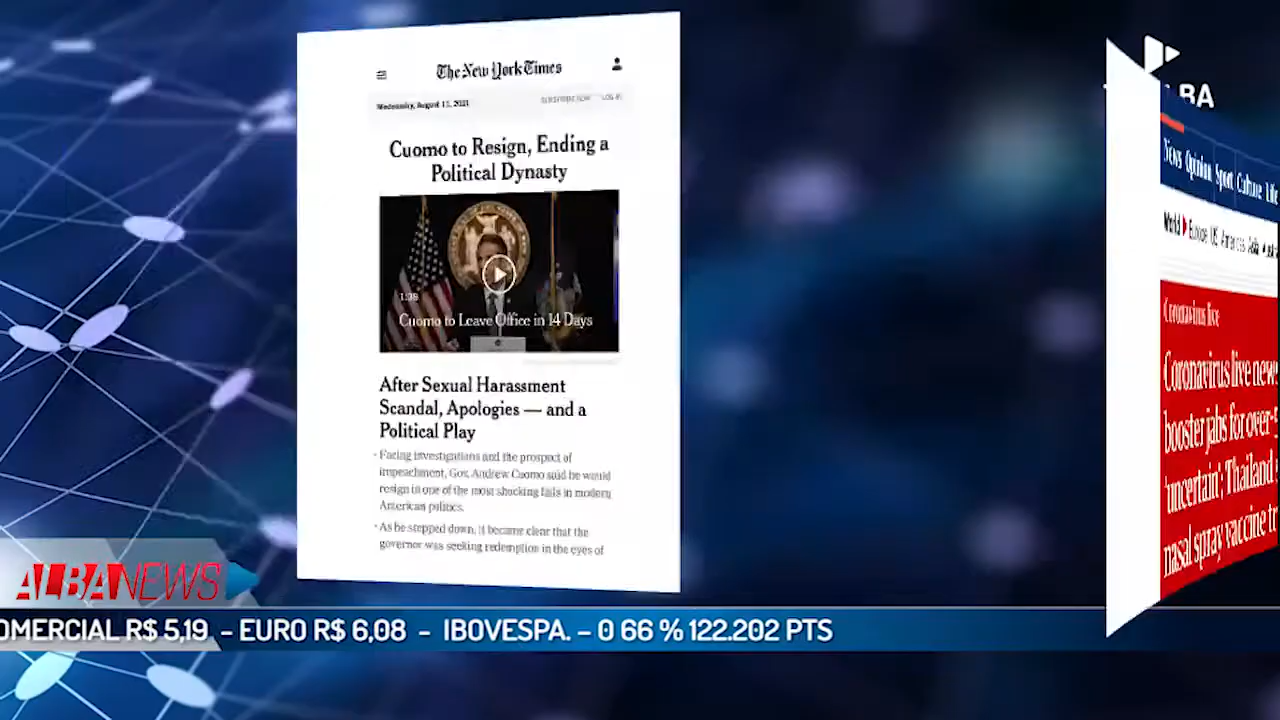 The New York Times
Wednesday, August 11, 2021
SUBSCRIBE NOW LOG IN
Cuomo to Resign, Ending a
Political Dynasty
1:38
Cuomo to Leave Office in 14 Days
After Sexual Harassment
Scandal, Apologies — and a
Political Play
· Facing investigations and the prospect of
impeachment, Gov. Andrew Cuomo said he would
resign in one of the most shocking falls in modern
American politics.
· As he stepped down, it became clear that the
governor was seeking redemption in the eyes of
LBA
News Opinion Sport Culture Life
World Europe US Americas Asia
Coronavirus live
Coronavirus live news
booster jabs for over-
'uncertain'; Thailand
nasal spray vaccine
ALBANEWS
OMERCIAL R$ 5,19 – EURO R$ 6,08 – IBOVESPA. – 0 66 % 122.202 PTS